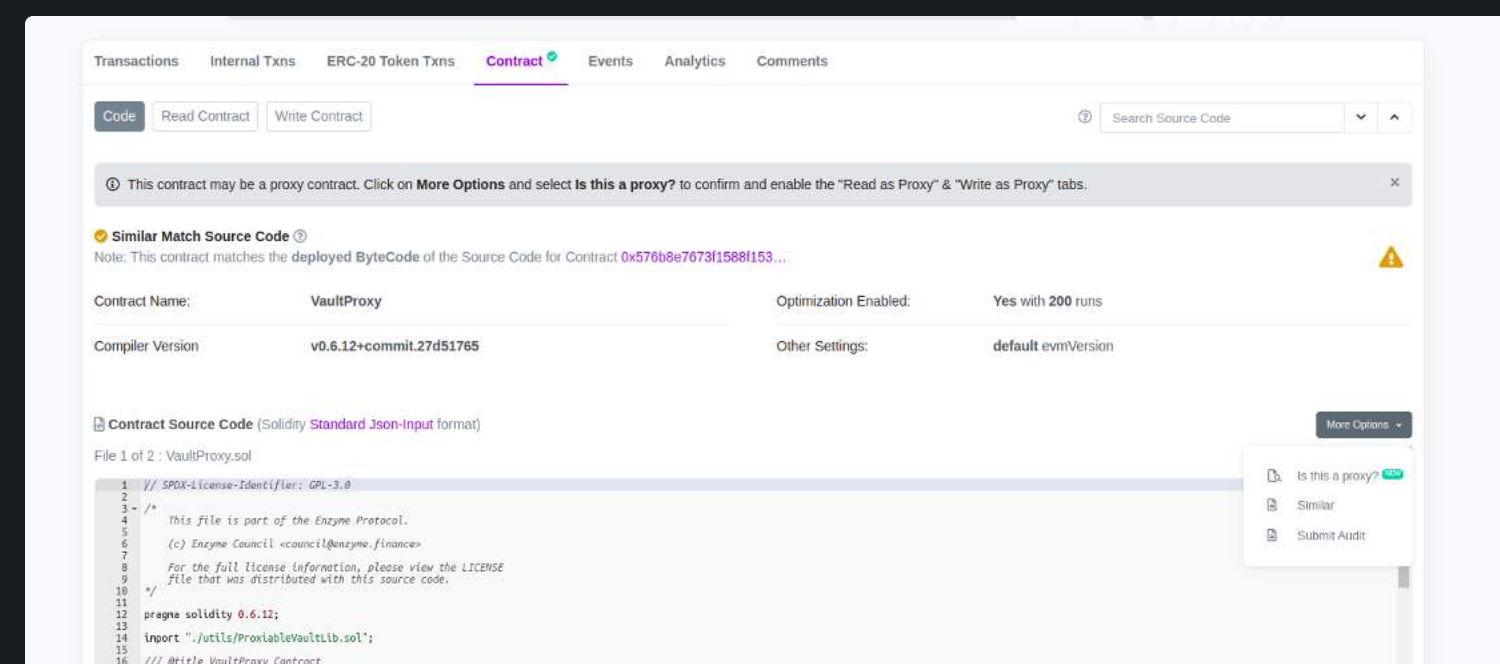 Transactions Internal Txns ERC-20 Token Txns Contract Events Analytics Comments
Code Read Contract Write Contract Search Source Code
This contract may be a proxy contract. Click on More Options and select Is this a proxy? to confirm and enable the "Read as Proxy" & "Write as Proxy" tabs. ×
Similar Match Source Code
Note: This contract matches the deployed ByteCode of the Source Code for Contract 0x576b8e7673f1588f153...
Contract Name: VaultProxy Optimization Enabled: Yes with 200 runs
Compiler Version v0.6.12+commit.27d51765 Other Settings: default evmVersion
Contract Source Code (Solidity Standard Json-Input format) More Options
File 1 of 2 : VaultProxy.sol
Is this a proxy? NEW
Similar
Submit Audit
1 // SPDX-License-Identifier: GPL-3.0
2
3 /*
4 This file is part of the Enzyme Protocol.
5
6 (c) Enzyme Council <council@enzyme.finance>
7
8 For the full license information, please view the LICENSE
9 file that was distributed with this source code.
10 */
11
12 pragma solidity 0.6.12;
13
14 import "./utils/ProxiableVaultLib.sol";
15
16 /// @title VaultProxy Contract